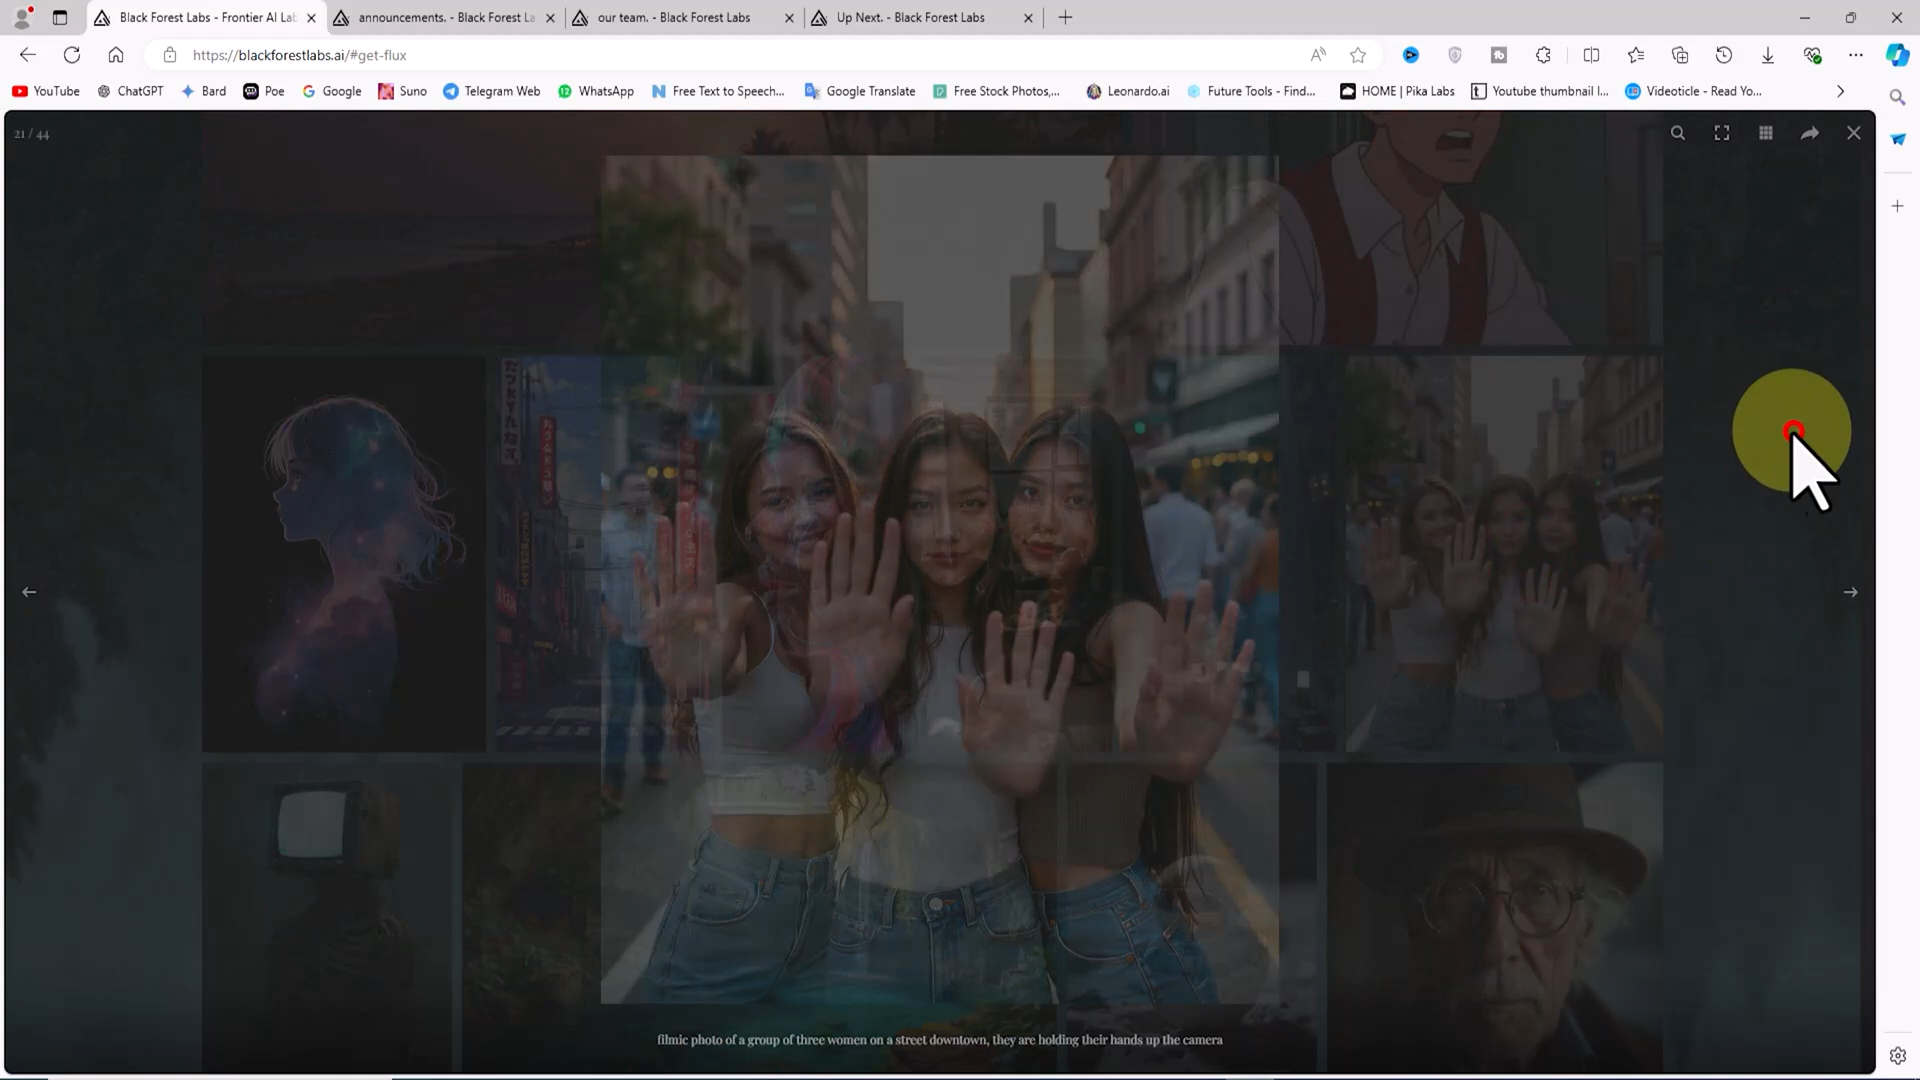 Black Forest Labs - Frontier AI Lab
announcements. - Black Forest La
our team. - Black Forest Labs
Up Next. - Black Forest Labs
https://blackforestlabs.ai/#get-flux
YouTube
ChatGPT
Bard
Poe
Google
Suno
Telegram Web
12
WhatsApp
Free Text to Speech...
Google Translate
Free Stock Photos,...
Leonardo.ai
Future Tools - Find...
HOME | Pika Labs
Youtube thumbnail l...
Videoticle - Read Yo...
21 / 44
filmic photo of a group of three women on a street downtown, they are holding their hands up the camera